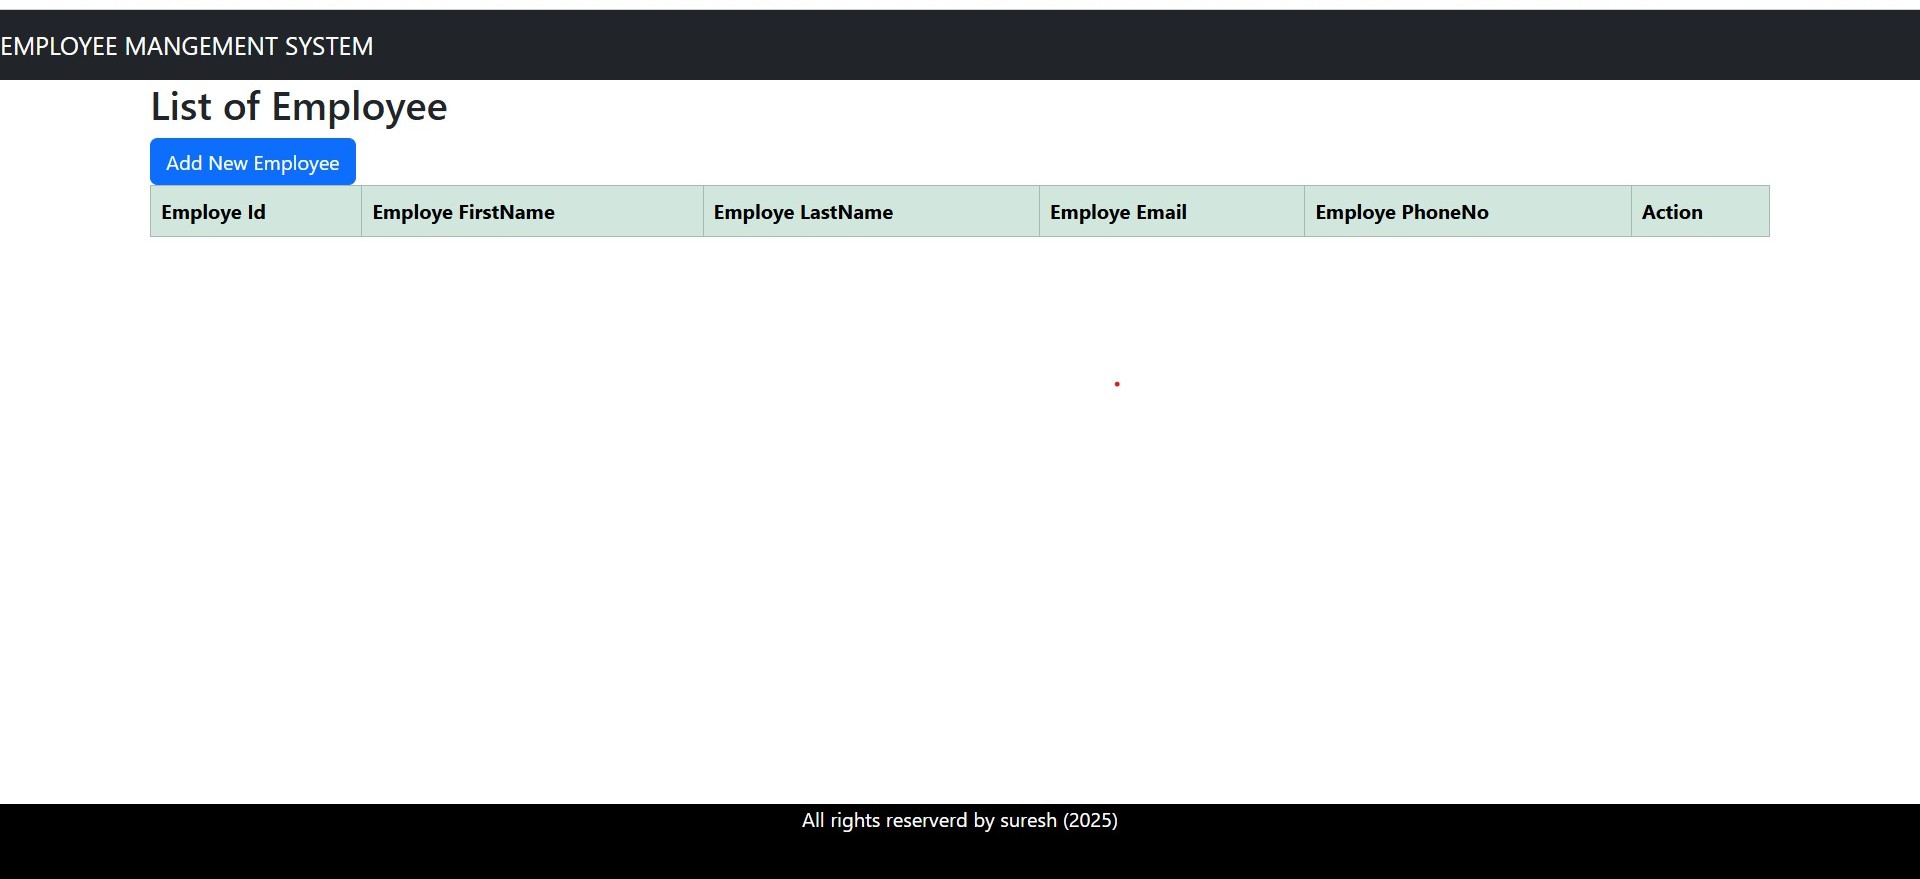 EMPLOYEE MANGEMENT SYSTEM
List of Employee
Add New Employee
Employe Id Employe FirstName Employe LastName Employe Email Employe PhoneNo Action
All rights reserverd by suresh (2025)